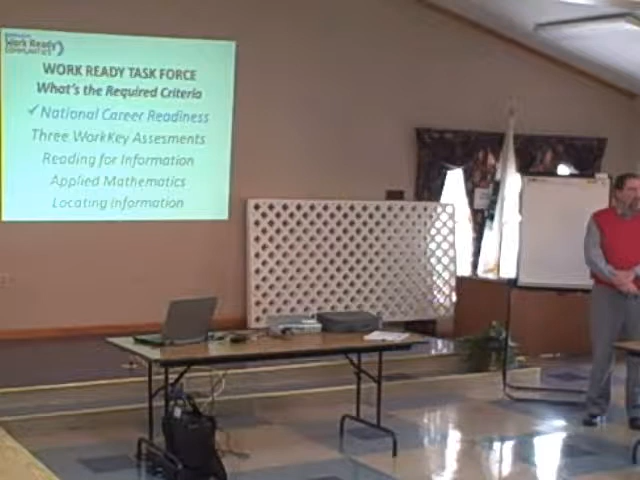 Work Ready
COMMUNITIES
WORK READY TASK FORCE
What's the Required Criteria
✓National Career Readiness
Three WorkKey Assesments
Reading for Information
Applied Mathematics
Locating Information